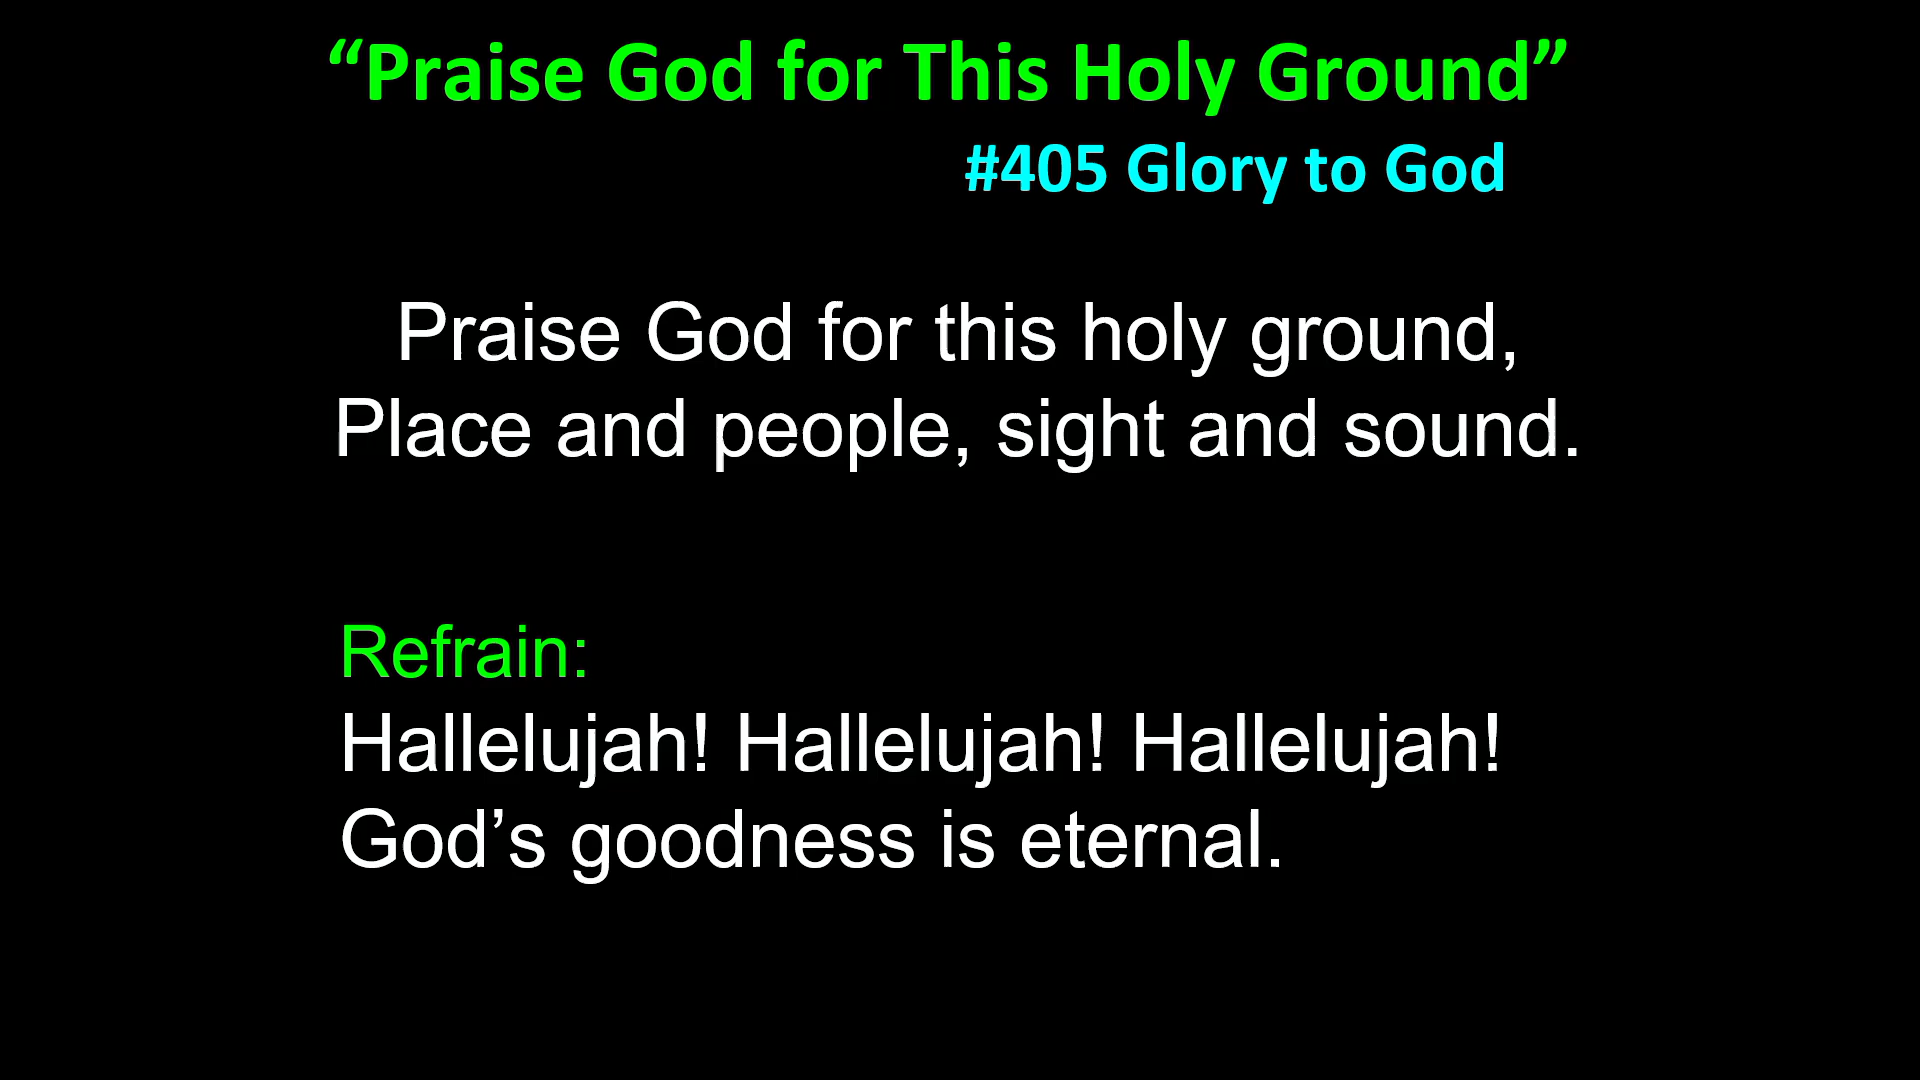 “Praise God for This Holy Ground”
#405 Glory to God
Praise God for this holy ground,
Place and people, sight and sound.
Refrain:
Hallelujah! Hallelujah! Hallelujah!
God’s goodness is eternal.